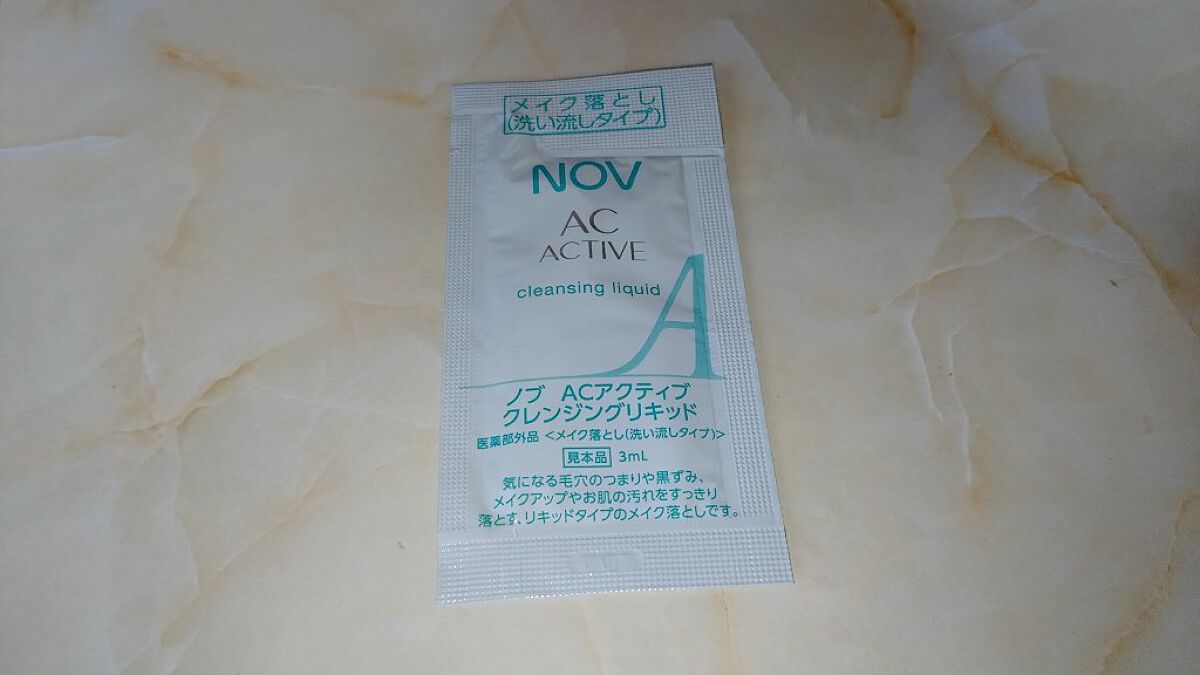 メイク落とし
(洗い流しタイプ)
NOV
AC
ACTIVE
cleansing liquid
A
ノブ ACアクティブ
クレンジングリキッド
医薬部外品 <メイク落とし(洗い流しタイプ)>
見本品 3mL
気になる毛穴のつまりや黒ずみ、
メイクアップやお肌の汚れをすっきり
落とす、リキッドタイプのメイク落としです。